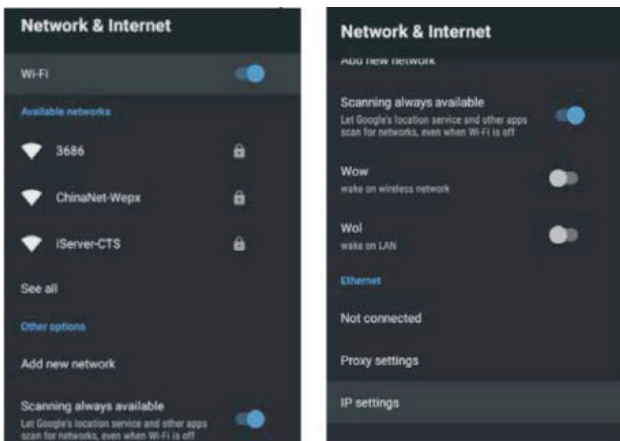 Network & Internet
Wi-Fi
Available networks
3686
ChinaNet-Wepx
iServer-CTS
See all
Other options
Add new network
Scanning always available
Let Google's location service and other apps
scan for networks, even when Wi-Fi is off
Network & Internet
Add new network
Scanning always available
Let Google's location service and other apps
scan for networks, even when Wi-Fi is off
Wow
wake on wireless network
Wol
wake on LAN
Ethernet
Not connected
Proxy settings
IP settings